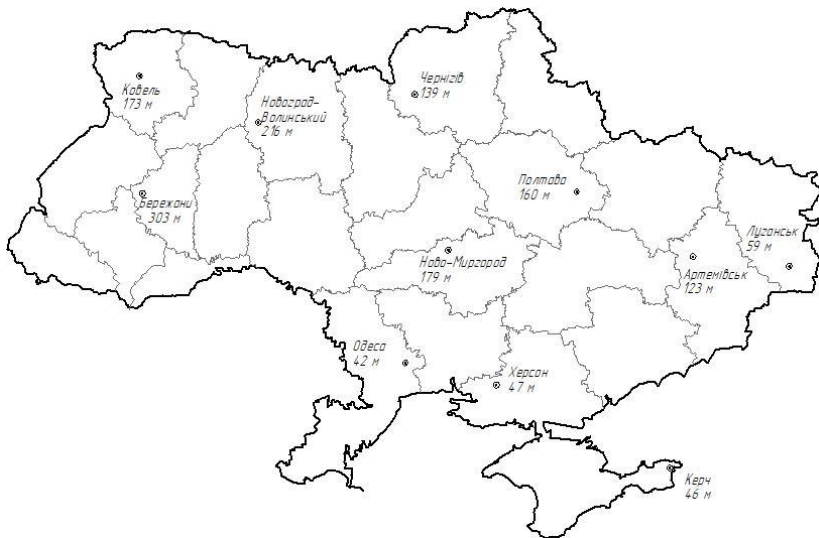 Ковель
173 м
Чернігів
139 м
Новоград-
Волинський
216 м
Полтава
160 м
Бережани
303 м
Луганськ
59 м
Ново-Миргород
179 м
Артемівськ
123 м
Одеса
42 м
Херсон
47 м
Керч
46 м